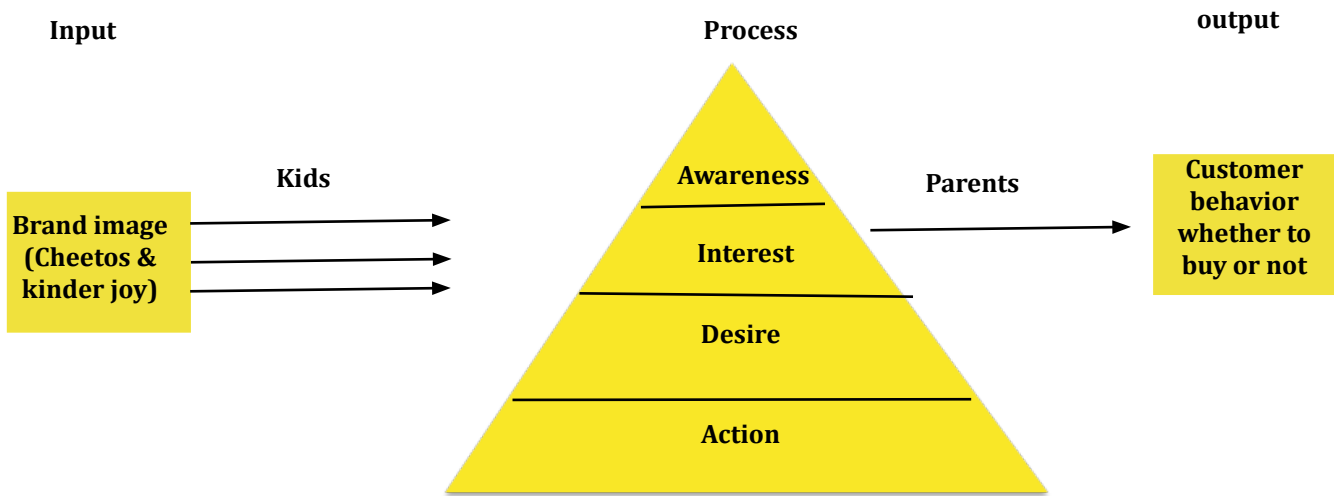 Input
Process
output
Kids
Brand image
(Cheetos &
kinder joy)
Awareness
Interest
Desire
Action
Parents
Customer
behavior
whether to
buy or not